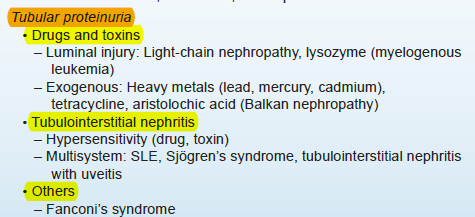 Tubular proteinuria
• Drugs and toxins
– Luminal injury: Light-chain nephropathy, lysozyme (myelogenous
leukemia)
– Exogenous: Heavy metals (lead, mercury, cadmium),
tetracycline, aristolochic acid (Balkan nephropathy)
• Tubulointerstitial nephritis
– Hypersensitivity (drug, toxin)
– Multisystem: SLE, Sjögren's syndrome, tubulointerstitial nephritis
with uveitis
• Others
– Fanconi's syndrome